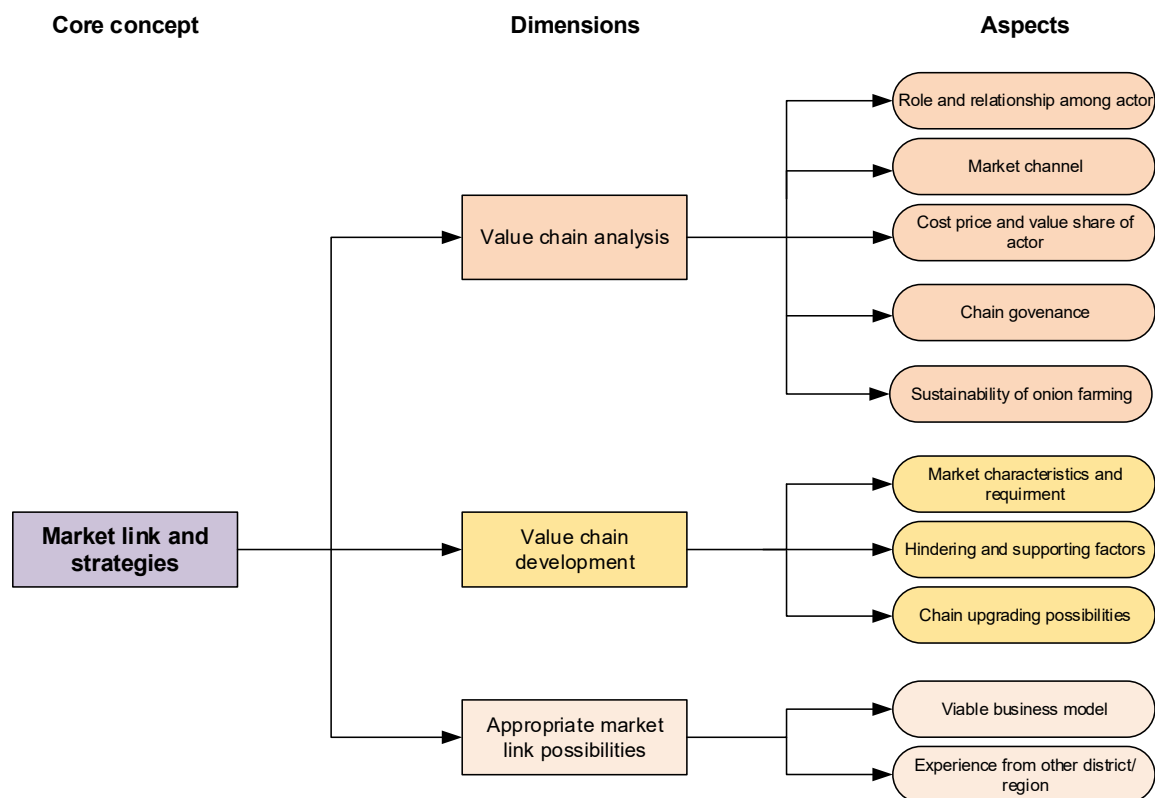 Core concept
Dimensions
Aspects
Role and relationship among actor
Market channel
Value chain analysis
Cost price and value share of
actor
Chain govenance
Sustainability of onion farming
Market characteristics and
requirment
Market link and
strategies
Value chain
development
Hindering and supporting factors
Chain upgrading possibilities
Appropriate market
link possibilities
Viable business model
Experience from other district/
region